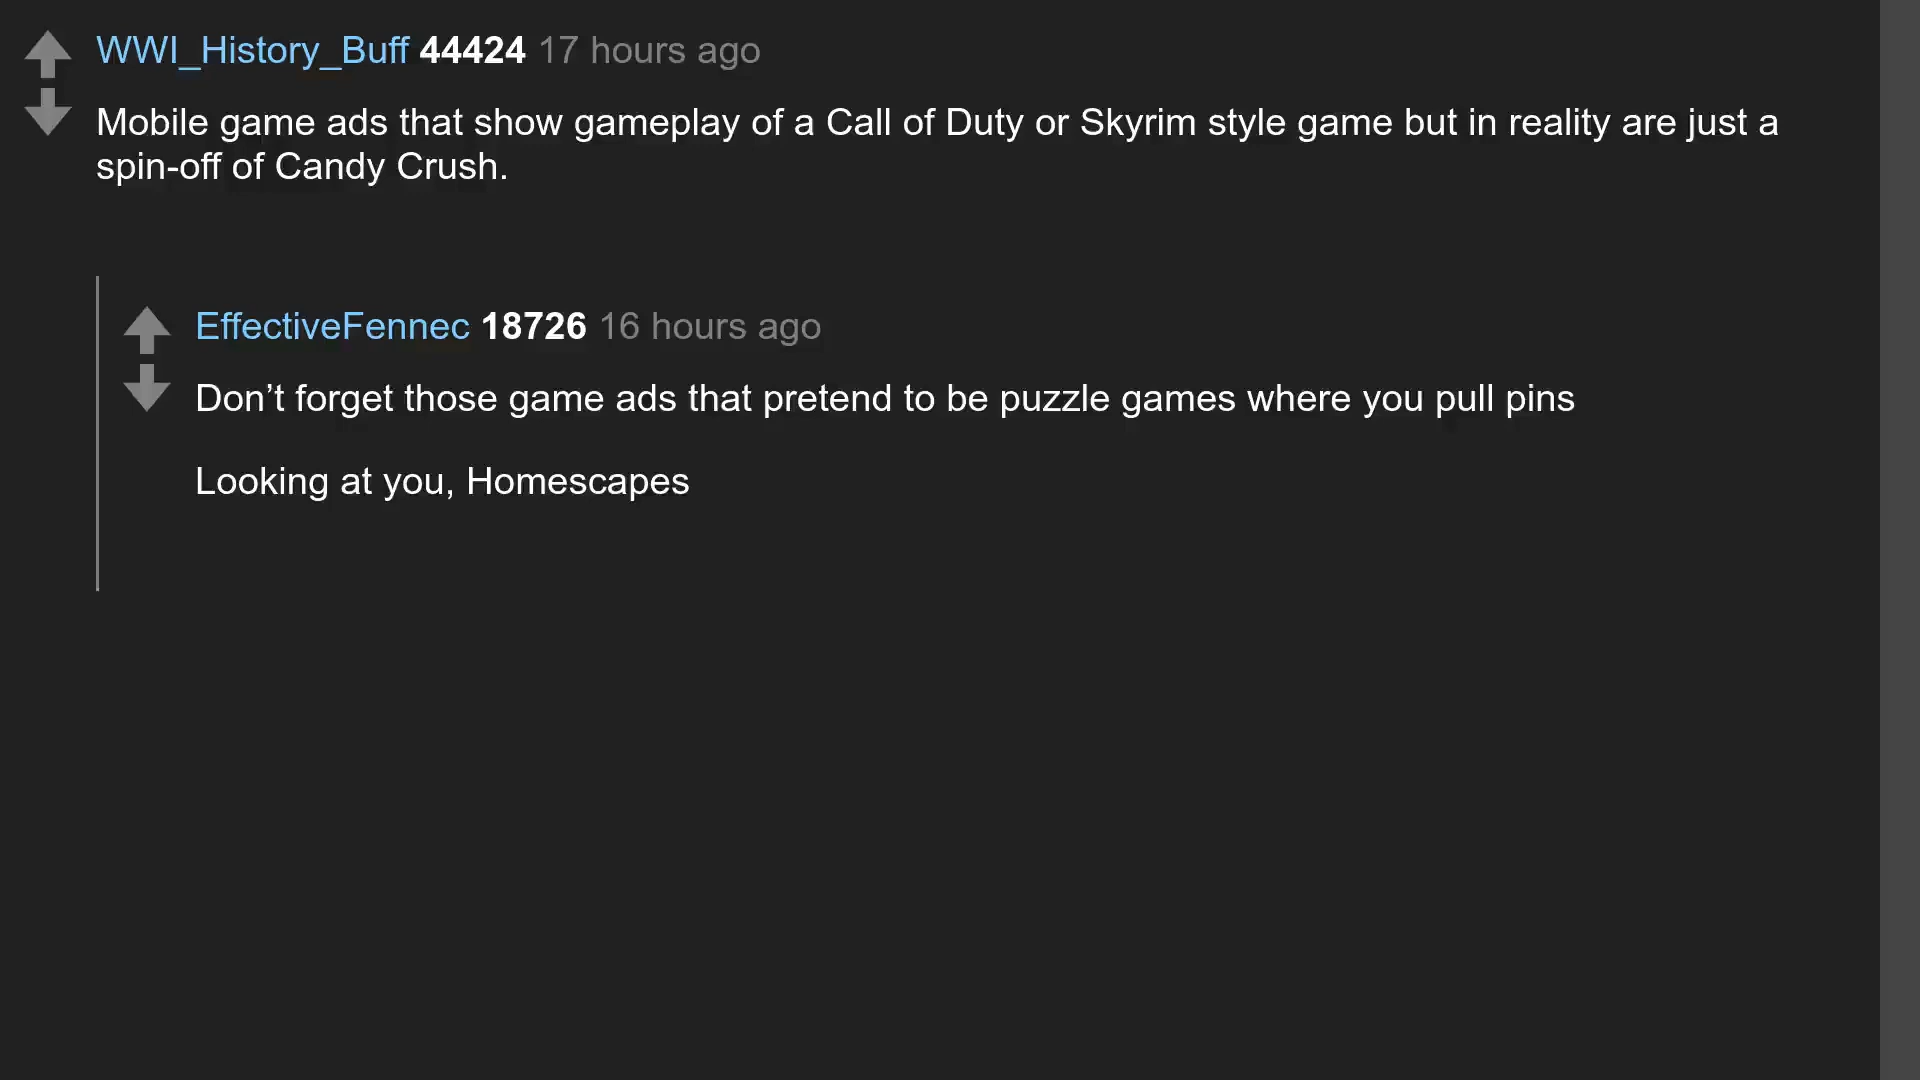 WWI_History_Buff 44424 17 hours ago
Mobile game ads that show gameplay of a Call of Duty or Skyrim style game but in reality are just a
spin-off of Candy Crush.
EffectiveFennec 18726 16 hours ago
Don’t forget those game ads that pretend to be puzzle games where you pull pins
Looking at you, Homescapes